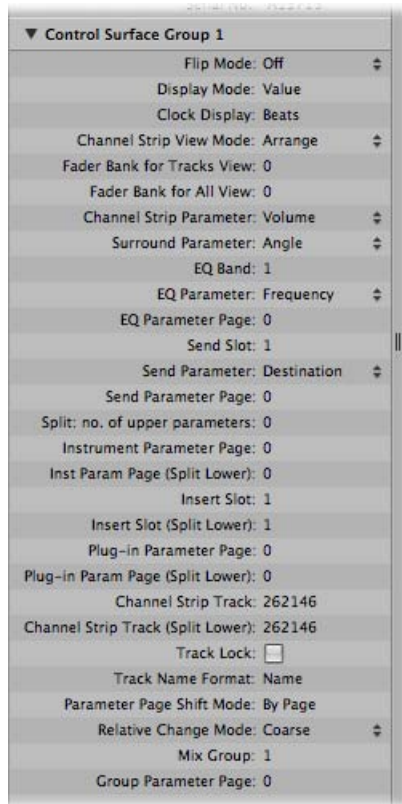 ▼ Control Surface Group 1
Flip Mode: Off
Display Mode: Value
Clock Display: Beats
Channel Strip View Mode: Arrange
Fader Bank for Tracks View: 0
Fader Bank for All View: 0
Channel Strip Parameter: Volume
Surround Parameter: Angle
EQ Band: 1
EQ Parameter: Frequency
EQ Parameter Page: 0
Send Slot: 1
Send Parameter: Destination
Send Parameter Page: 0
Split: no. of upper parameters: 0
Instrument Parameter Page: 0
Inst Param Page (Split Lower): 0
Insert Slot: 1
Insert Slot (Split Lower): 1
Plug-in Parameter Page: 0
Plug-in Param Page (Split Lower): 0
Channel Strip Track: 262146
Channel Strip Track (Split Lower): 262146
Track Lock:
Track Name Format: Name
Parameter Page Shift Mode: By Page
Relative Change Mode: Coarse
Mix Group: 1
Group Parameter Page: 0